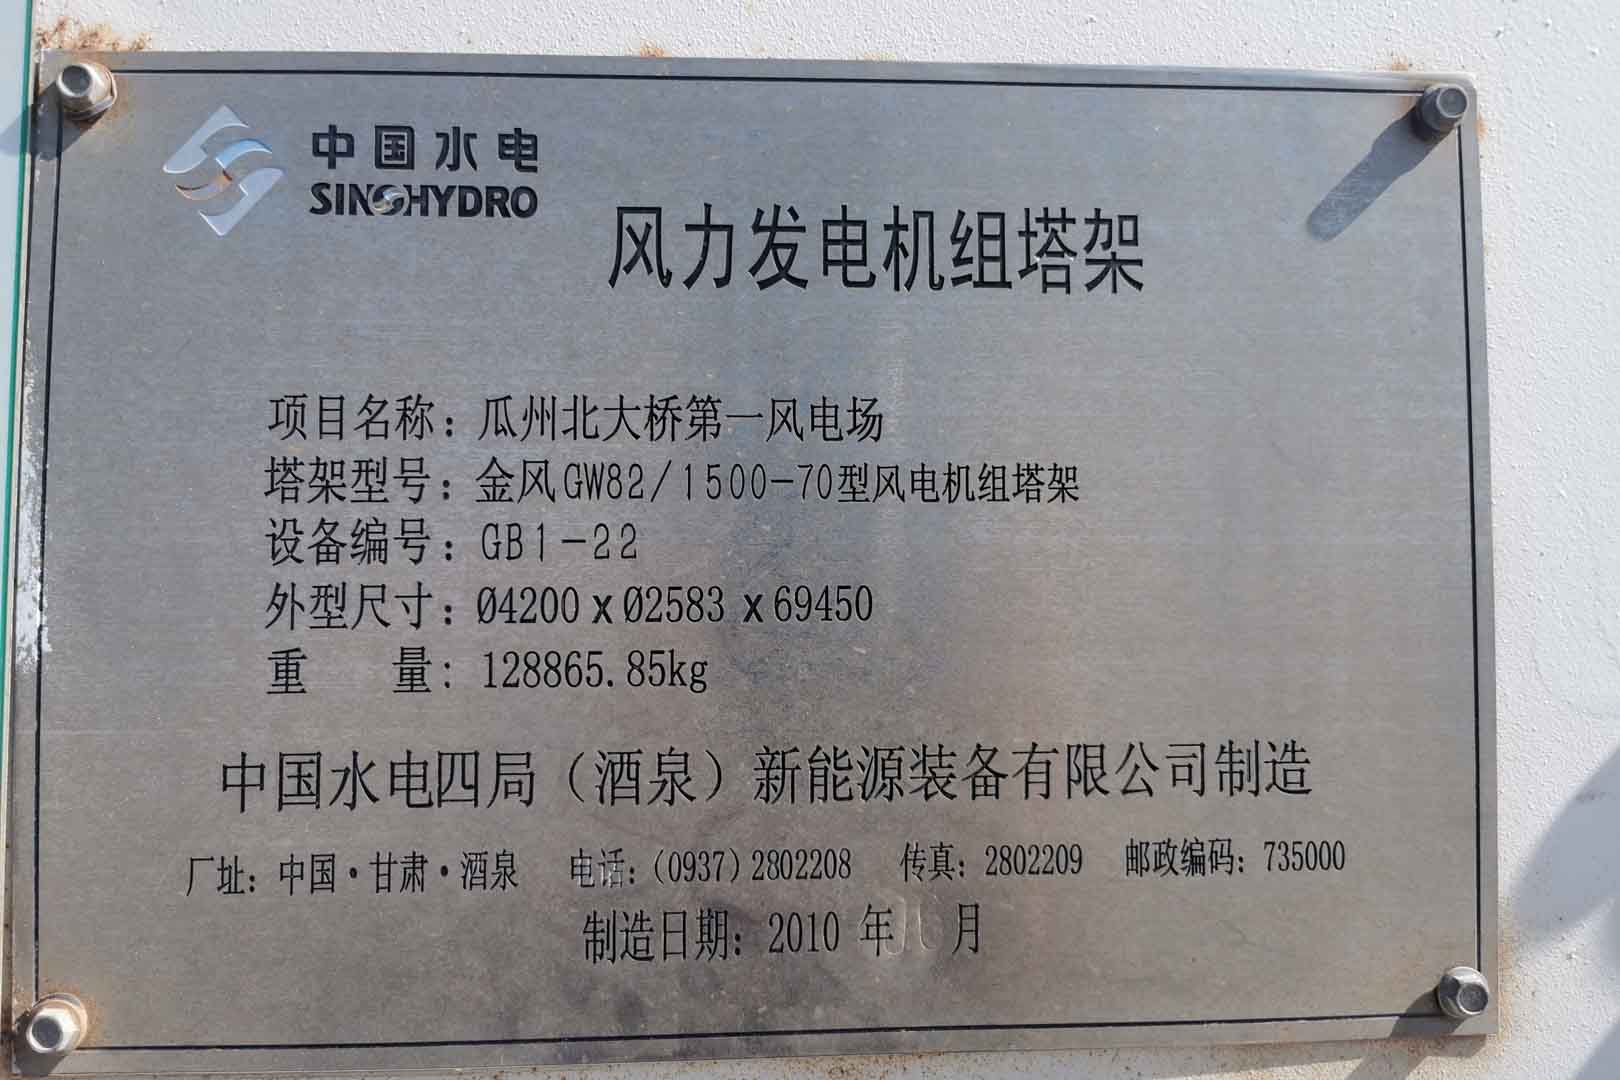 中国水电
SINOHYDRO
风力发电机组塔架
项目名称：瓜州北大桥第一风电场
塔架型号：金风GW82/1500-70型风电机组塔架
设备编号：GB1-22
外型尺寸：Ø4200 x Ø2583 x 69450
重 量：128865.85kg
中国水电四局（酒泉）新能源装备有限公司制造
厂址：中国·甘肃·酒泉 电话：(0937)2802208 传真：2802209 邮政编码：735000
制造日期：2010 年 月